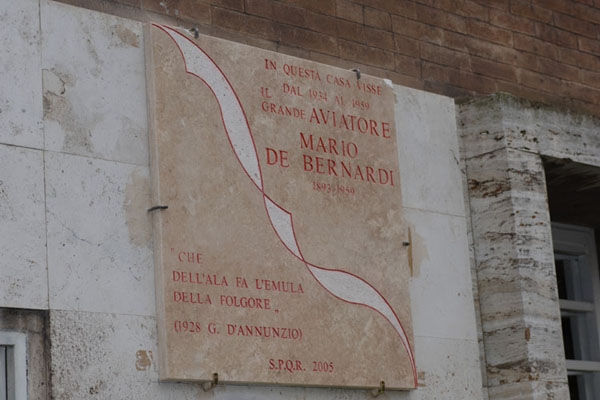 IN QUESTA CASA VISSE
DAL 1934 AL 1959
IL
GRANDE AVIATORE
MARIO
DE BERNARDI
1893-1959
"CHE
DELL'ALA FA L'EMULA
DELLA FOLGORE„
(1928 G. D'ANNUNZIO)
S.P.Q.R. 2005